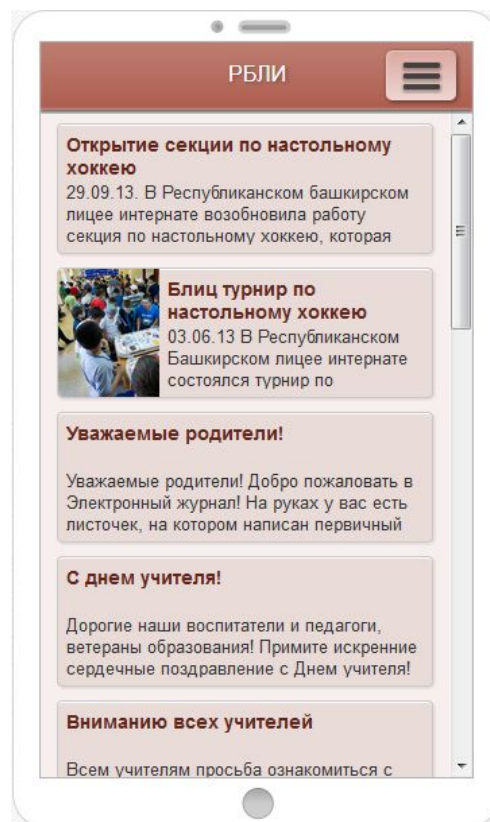 РБЛИ
Открытие секции по настольному
хоккею
29.09.13. В Республиканском башкирском
лицее интернате возобновила работу
секция по настольному хоккею, которая
Блиц турнир по
настольному хоккею
03.06.13 В Республиканском
Башкирском лицее интернате
состоялся турнир по
Уважаемые родители!
Уважаемые родители! Добро пожаловать в
Электронный журнал! На руках у вас есть
листочек, на котором написан первичный
С днем учителя!
Дорогие наши воспитатели и педагоги,
ветераны образования! Примите искренние
сердечные поздравление с Днем учителя!
Вниманию всех учителей
Всем учителям просьба ознакомиться с